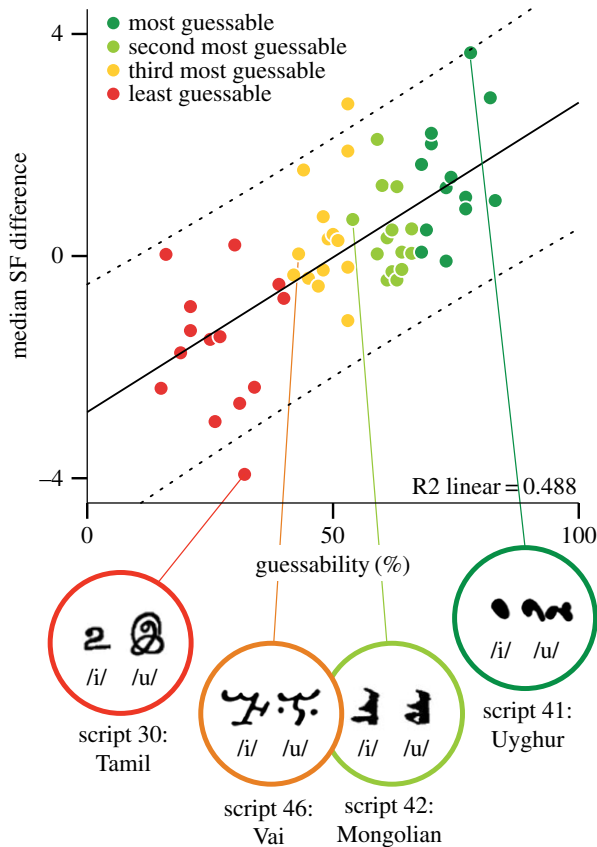 4
most guessable
second most guessable
third most guessable
least guessable
median SF difference
0
−4
R2 linear = 0.488
0
50
100
guessability (%)
/i/ /u/
script 30:
Tamil
/i/ /u/
script 46:
Vai
/i/ /u/
script 42:
Mongolian
/i/ /u/
script 41:
Uyghur